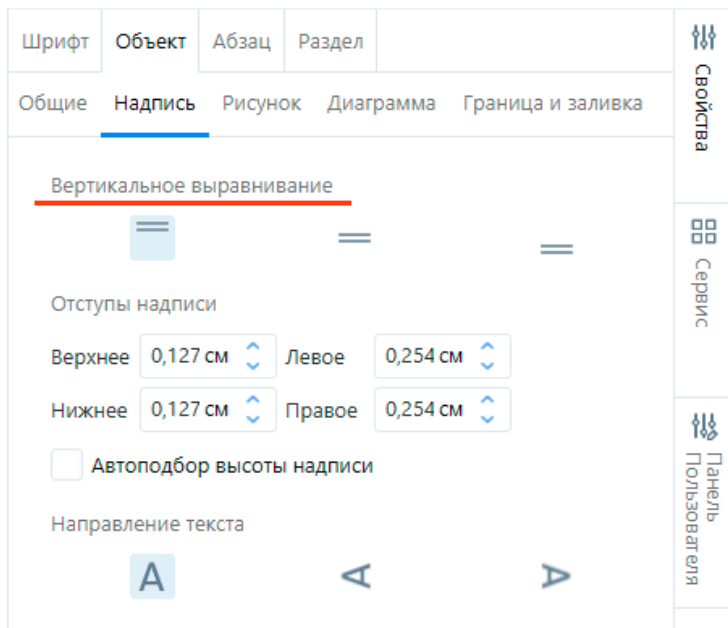 Шрифт Объект Абзац Раздел
Общие Надпись Рисунок Диаграмма Граница и заливка
Вертикальное выравнивание
Отступы надписи
Верхнее 0,127 см Левое 0,254 см
Нижнее 0,127 см Правое 0,254 см
Автоподбор высоты надписи
Направление текста
A A A
Свойства
Сервис
Панель
Пользователя